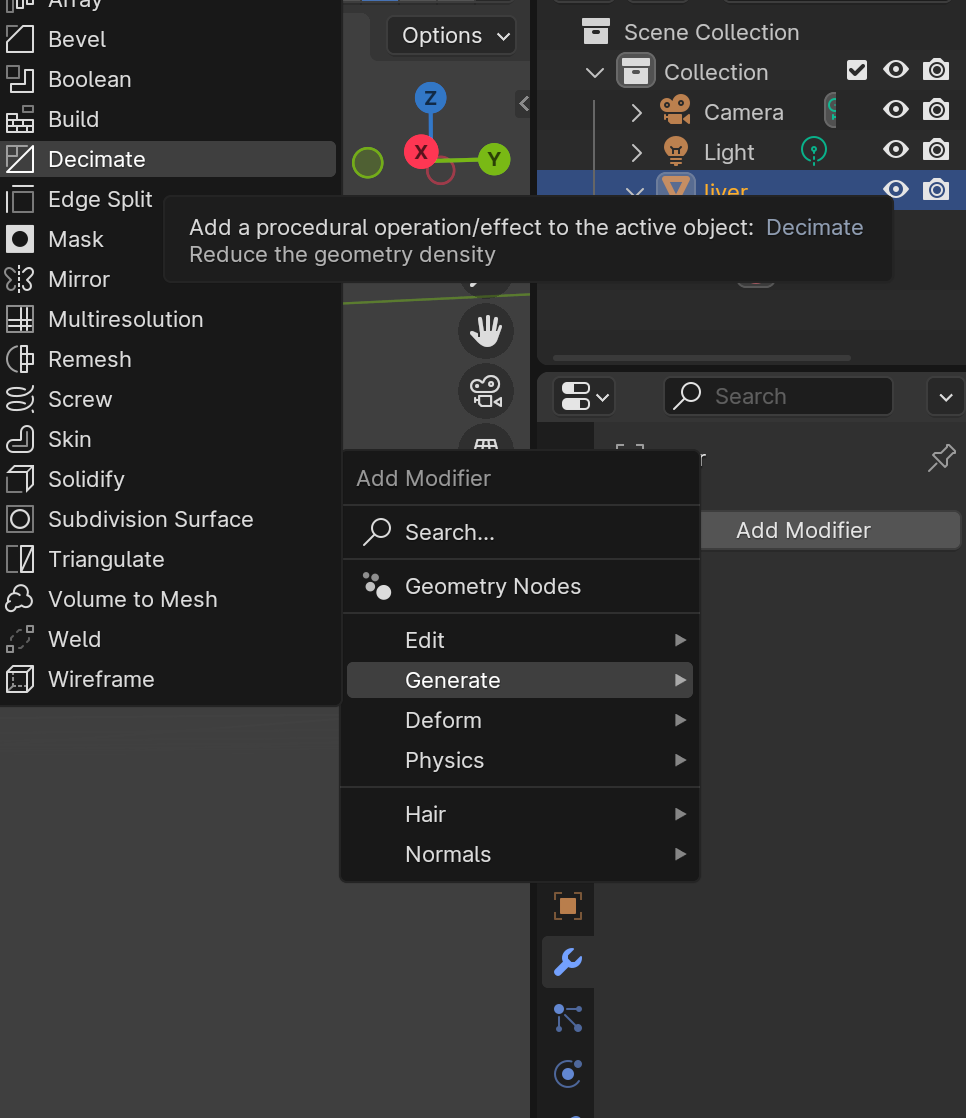 Array
Bevel
Boolean
Build
Decimate
Edge Split
Mask
Mirror
Multiresolution
Remesh
Screw
Skin
Solidify
Subdivision Surface
Triangulate
Volume to Mesh
Weld
Wireframe
Options
Z
X
Y
Scene Collection
Collection
Camera
Light
liver
Add a procedural operation/effect to the active object: Decimate
Reduce the geometry density
Search
Add Modifier
Search...
Geometry Nodes
Edit
Generate
Deform
Physics
Hair
Normals
Add Modifier